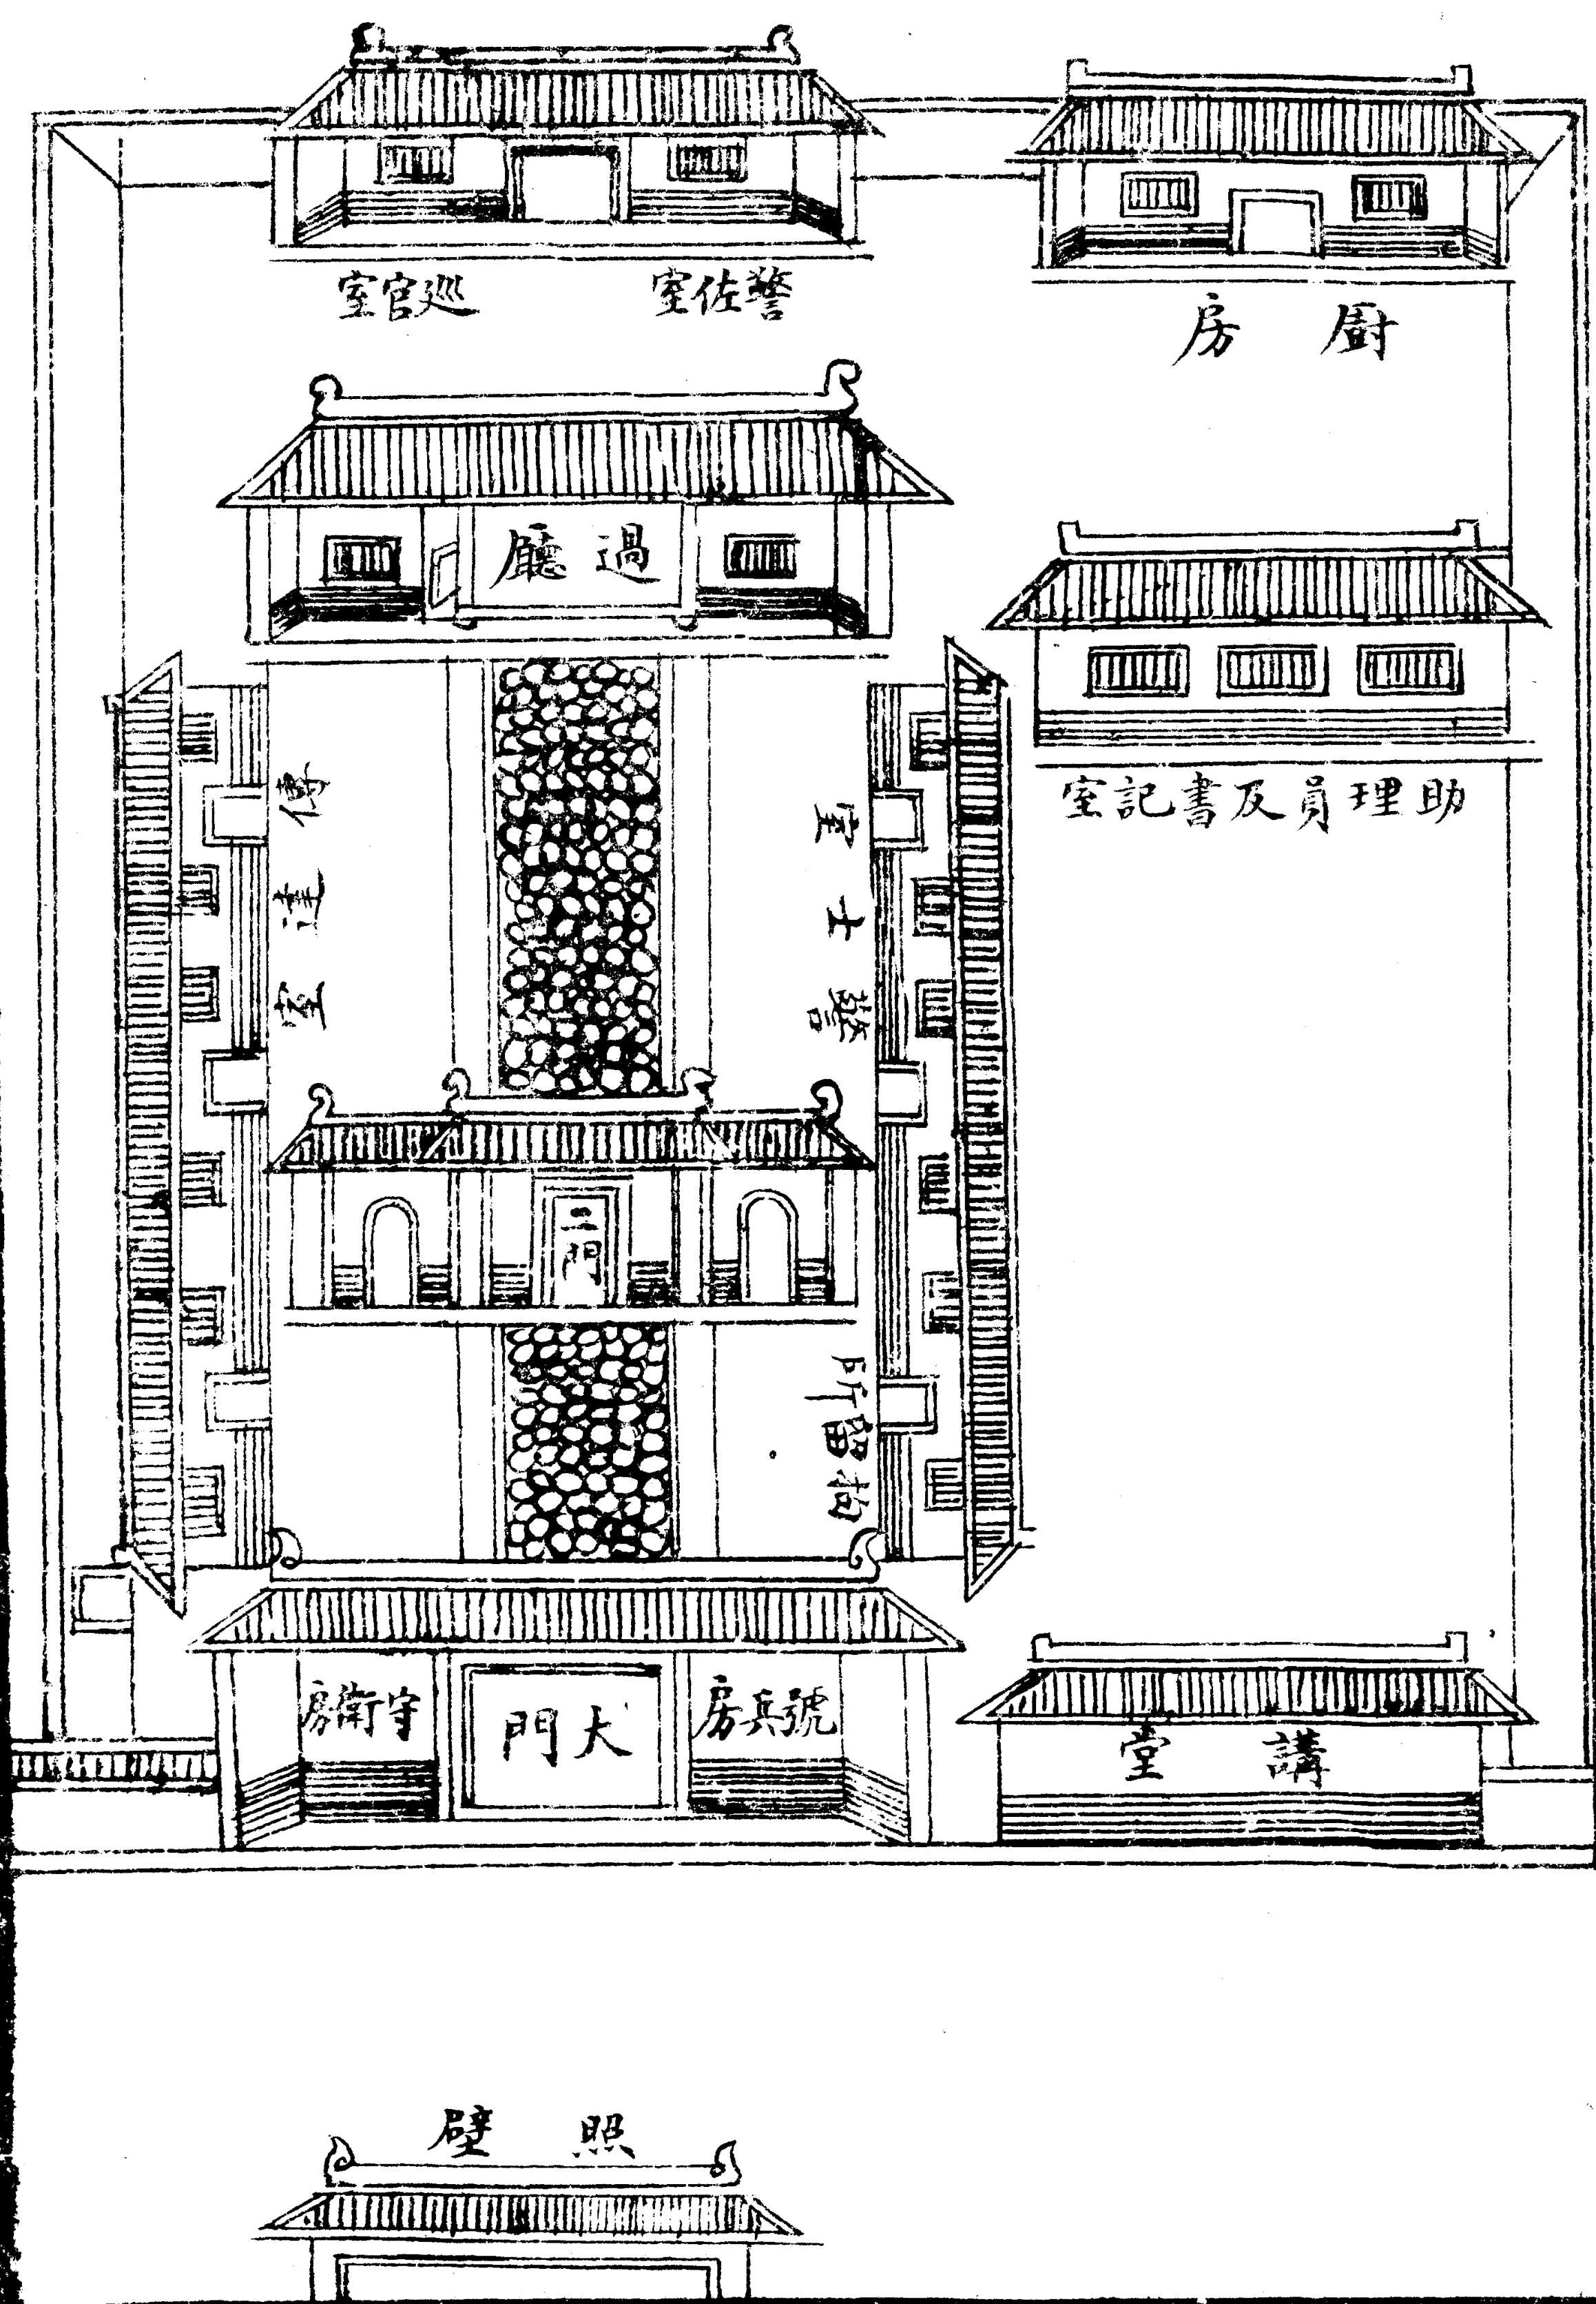 警佐室
巡官室
廚房
過廳
助理員及書記室
傳達室
警士室
二門
拘留所
號兵房
大門
守衛房
講堂
照壁